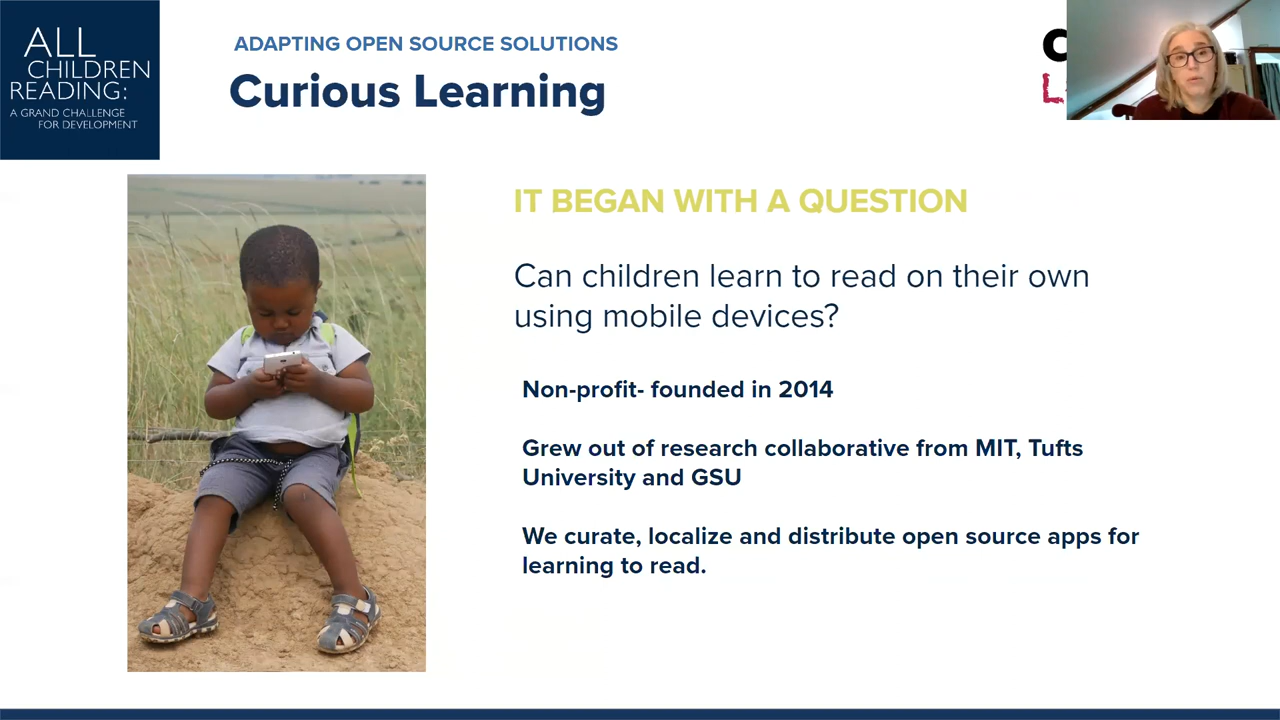 ALL
CHILDREN
READING:
A GRAND CHALLENGE
FOR DEVELOPMENT
ADAPTING OPEN SOURCE SOLUTIONS
Curious Learning
IT BEGAN WITH A QUESTION
Can children learn to read on their own
using mobile devices?
Non-profit- founded in 2014
Grew out of research collaborative from MIT, Tufts
University and GSU
We curate, localize and distribute open source apps for
learning to read.